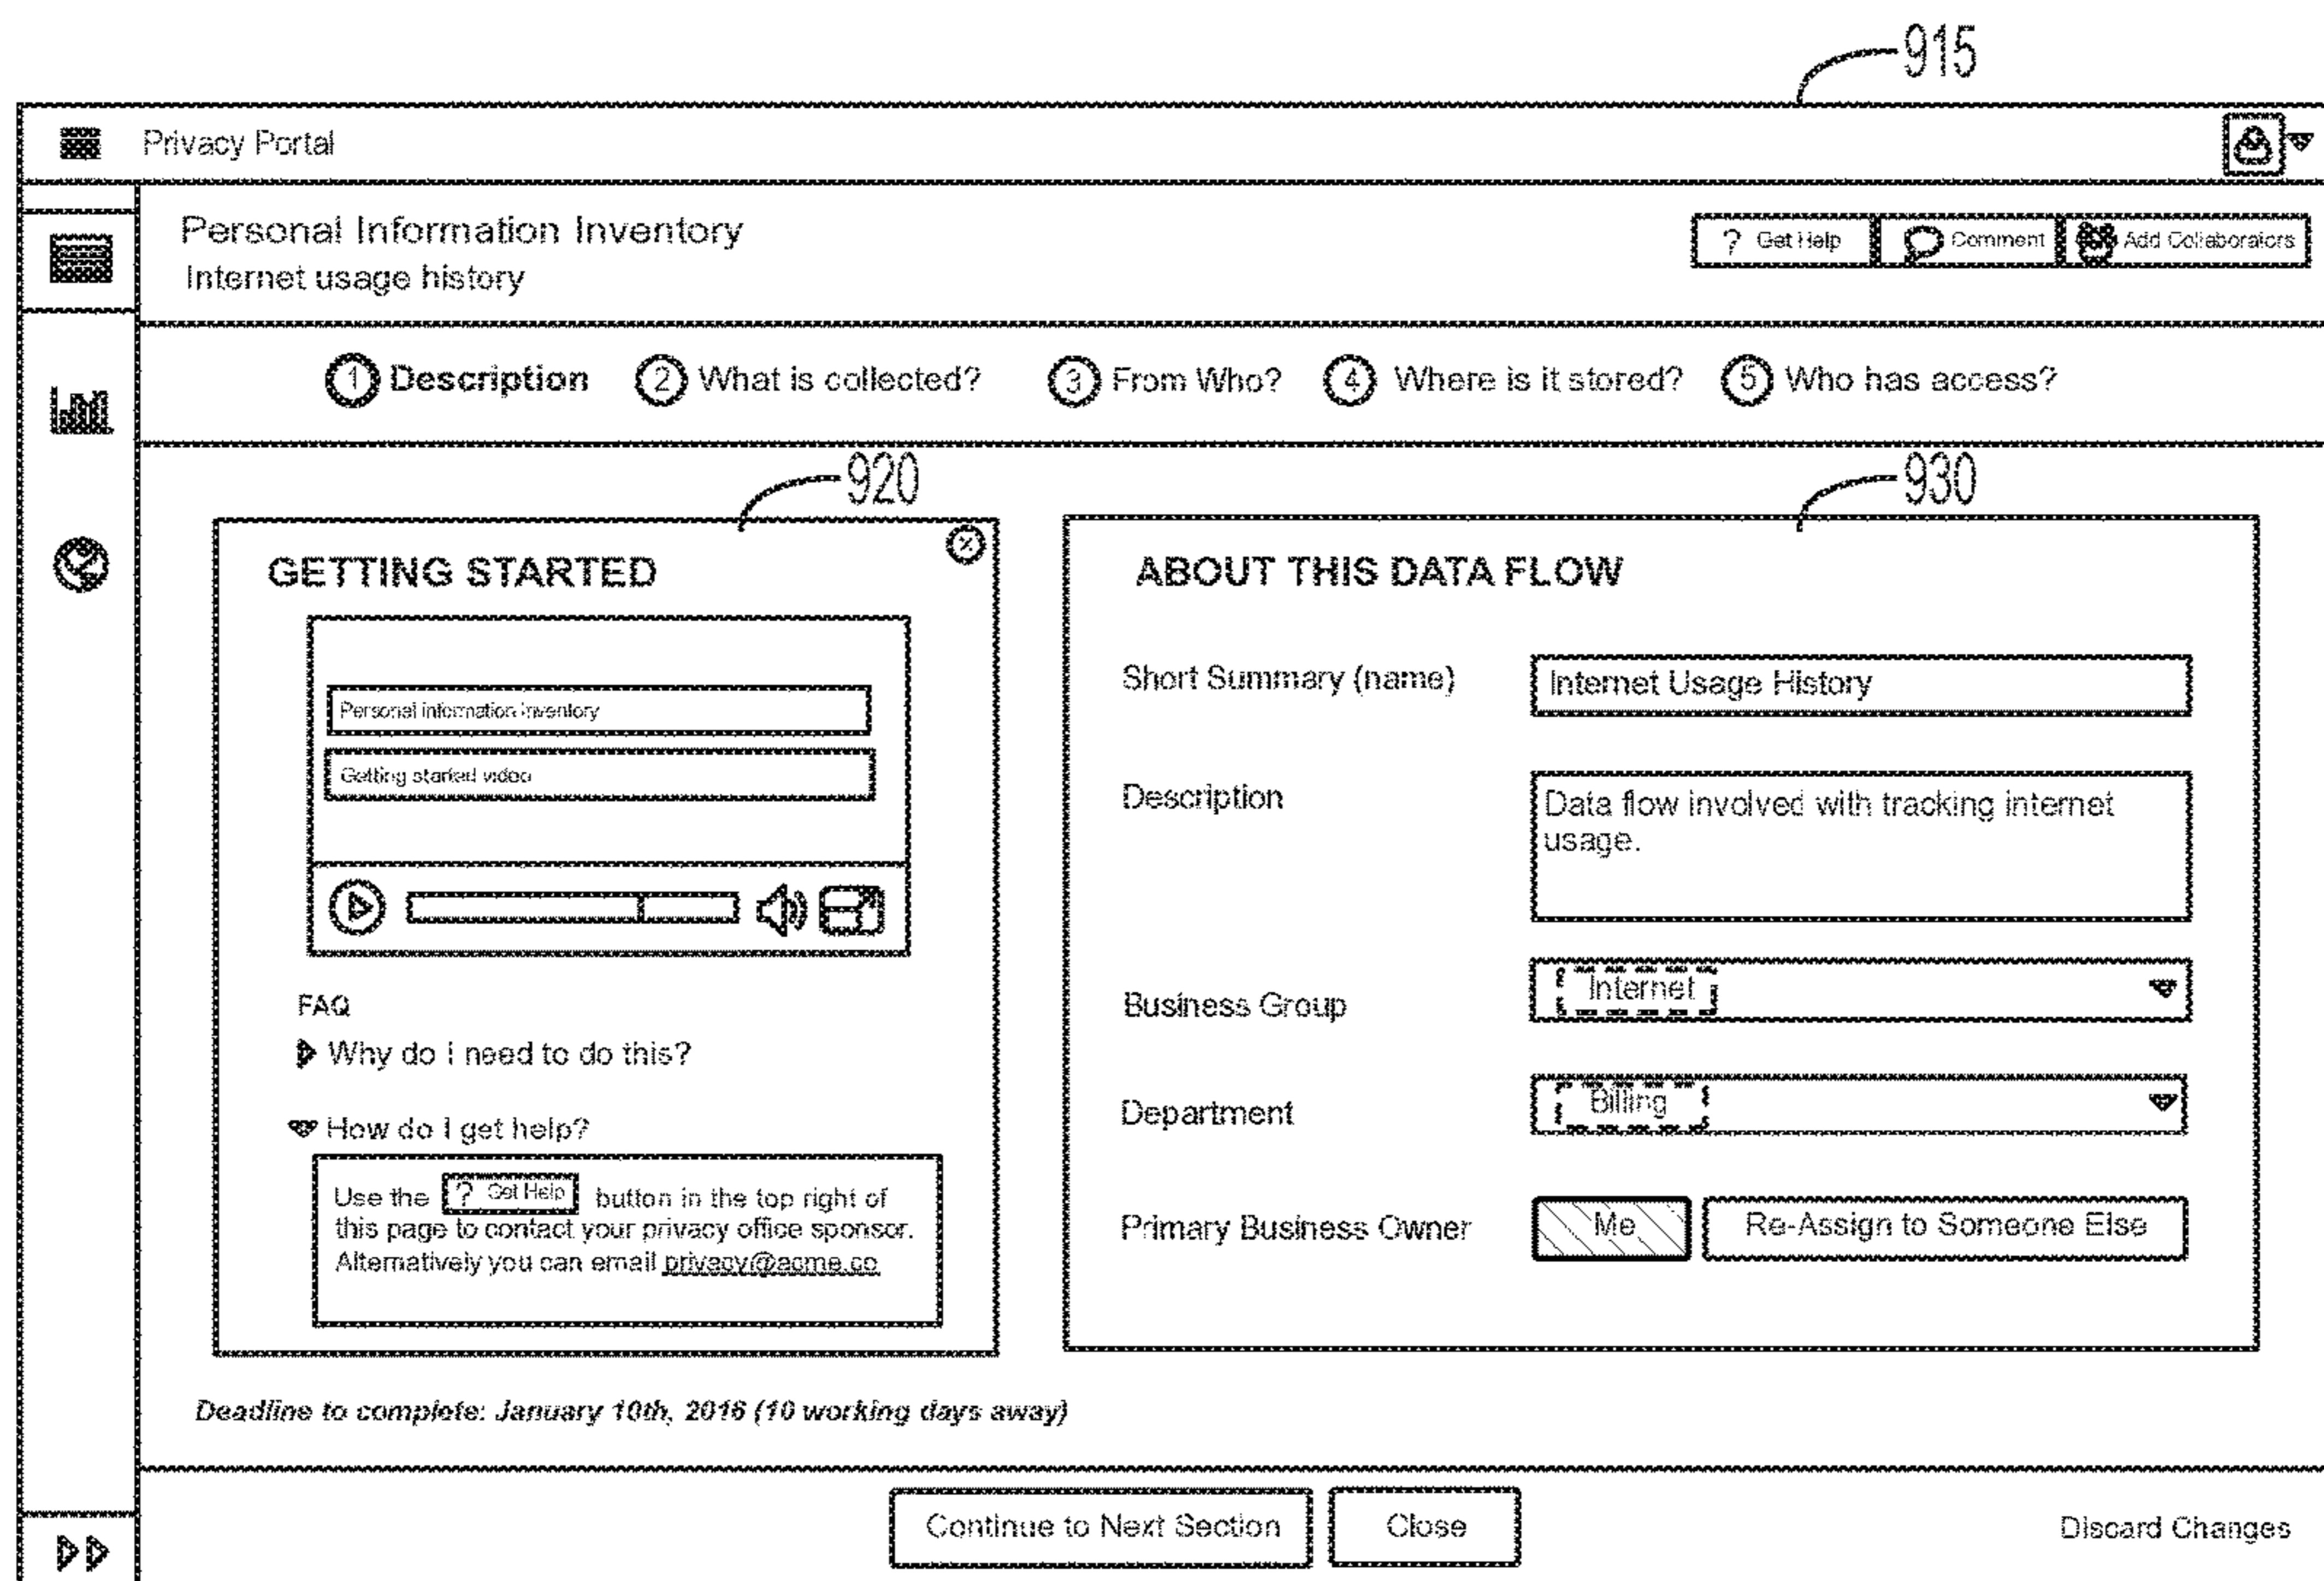 915
Privacy Portal
Personal Information Inventory
Internet usage history
? Get Help
Comment
Add Collaborators
1 Description
2 What is collected?
3 From Who?
4 Where is it stored?
5 Who has access?
920
GETTING STARTED
Personal information inventory
Getting started video
FAQ
Why do I need to do this?
How do I get help?
Use the ? Get Help button in the top right of
this page to contact your privacy office sponsor.
Alternatively you can email privacy@acme.co
930
ABOUT THIS DATA FLOW
Short Summary (name)
Internet Usage History
Description
Data flow involved with tracking internet
usage.
Business Group
Internet
Department
Billing
Primary Business Owner
Me
Re-Assign to Someone Else
Deadline to complete: January 10th, 2016 (10 working days away)
Continue to Next Section
Close
Discard Changes